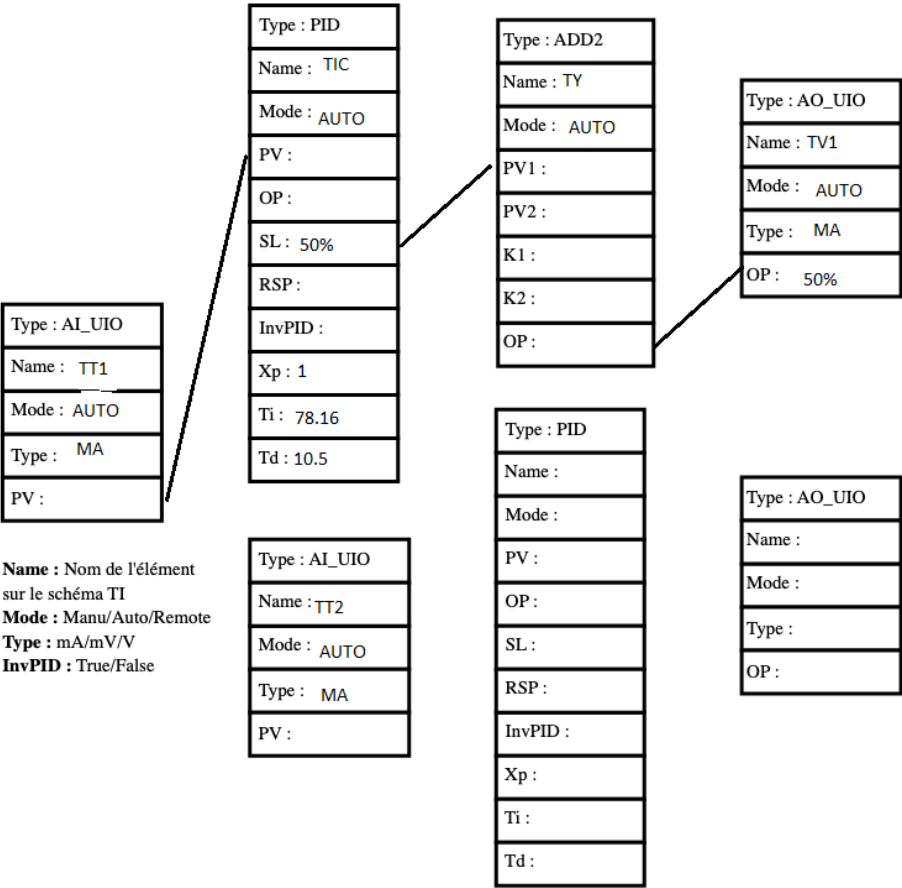 Type : AI_UIO
Name : TT1
Mode : AUTO
Type : MA
PV :
Name : Nom de l'élément
sur le schéma TI
Mode : Manu/Auto/Remote
Type : mA/mV/V
InvPID : True/False
Type : PID
Name : TIC
Mode : AUTO
PV :
OP :
SL : 50%
RSP :
InvPID :
Xp : 1
Ti : 78.16
Td : 10.5
Type : AI_UIO
Name : TT2
Mode : AUTO
Type : MA
PV :
Type : ADD2
Name : TY
Mode : AUTO
PV1 :
PV2 :
K1 :
K2 :
OP :
Type : PID
Name :
Mode :
PV :
OP :
SL :
RSP :
InvPID :
Xp :
Ti :
Td :
Type : AO_UIO
Name : TV1
Mode : AUTO
Type : MA
OP : 50%
Type : AO_UIO
Name :
Mode :
Type :
OP :